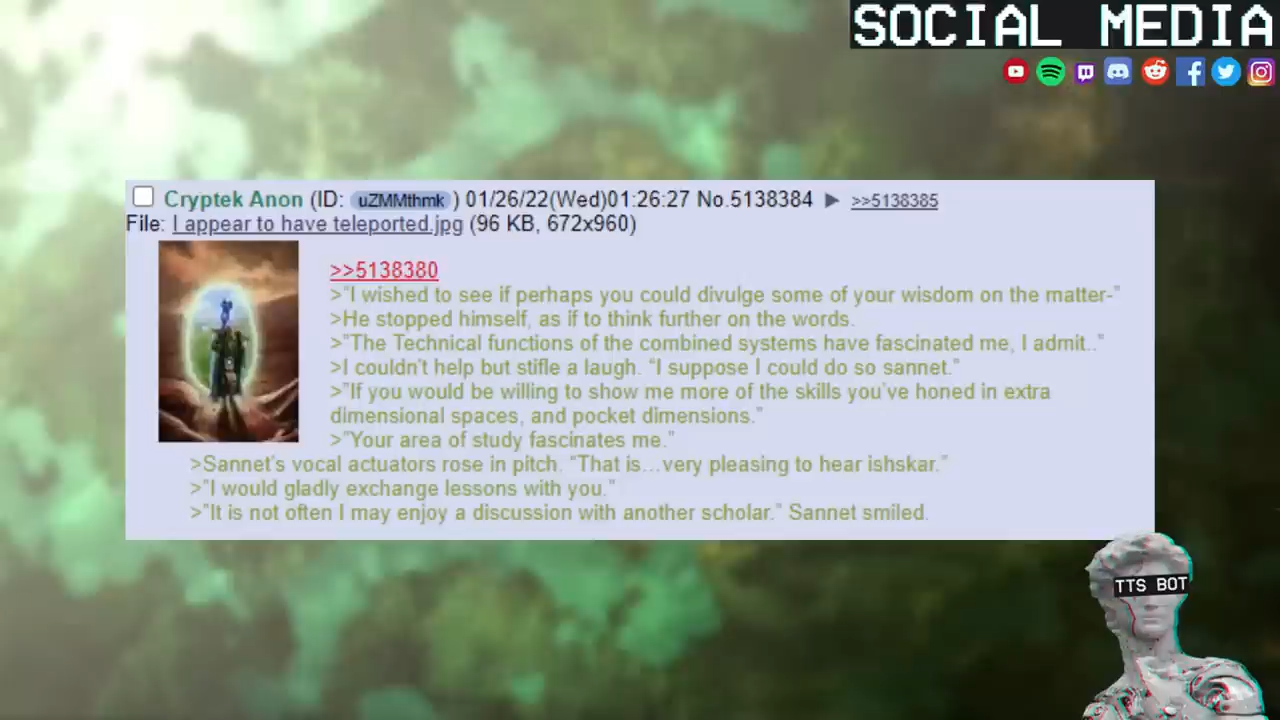 SOCIAL MEDIA
Cryptek Anon (ID: uZMMthmk ) 01/26/22(Wed)01:26:27 No.5138384 ▶ >>5138385
File: I appear to have teleported.jpg (96 KB, 672x960)
>>5138380
>"I wished to see if perhaps you could divulge some of your wisdom on the matter-"
>He stopped himself, as if to think further on the words.
>"The Technical functions of the combined systems have fascinated me, I admit.."
>I couldn't help but stifle a laugh. “I suppose I could do so sannet.”
>"If you would be willing to show me more of the skills you've honed in extra
dimensional spaces, and pocket dimensions.”
>"Your area of study fascinates me.”
>Sannet's vocal actuators rose in pitch. “That is…very pleasing to hear ishskar.”
>"I would gladly exchange lessons with you.”
>"It is not often I may enjoy a discussion with another scholar.” Sannet smiled.
TTS BOT